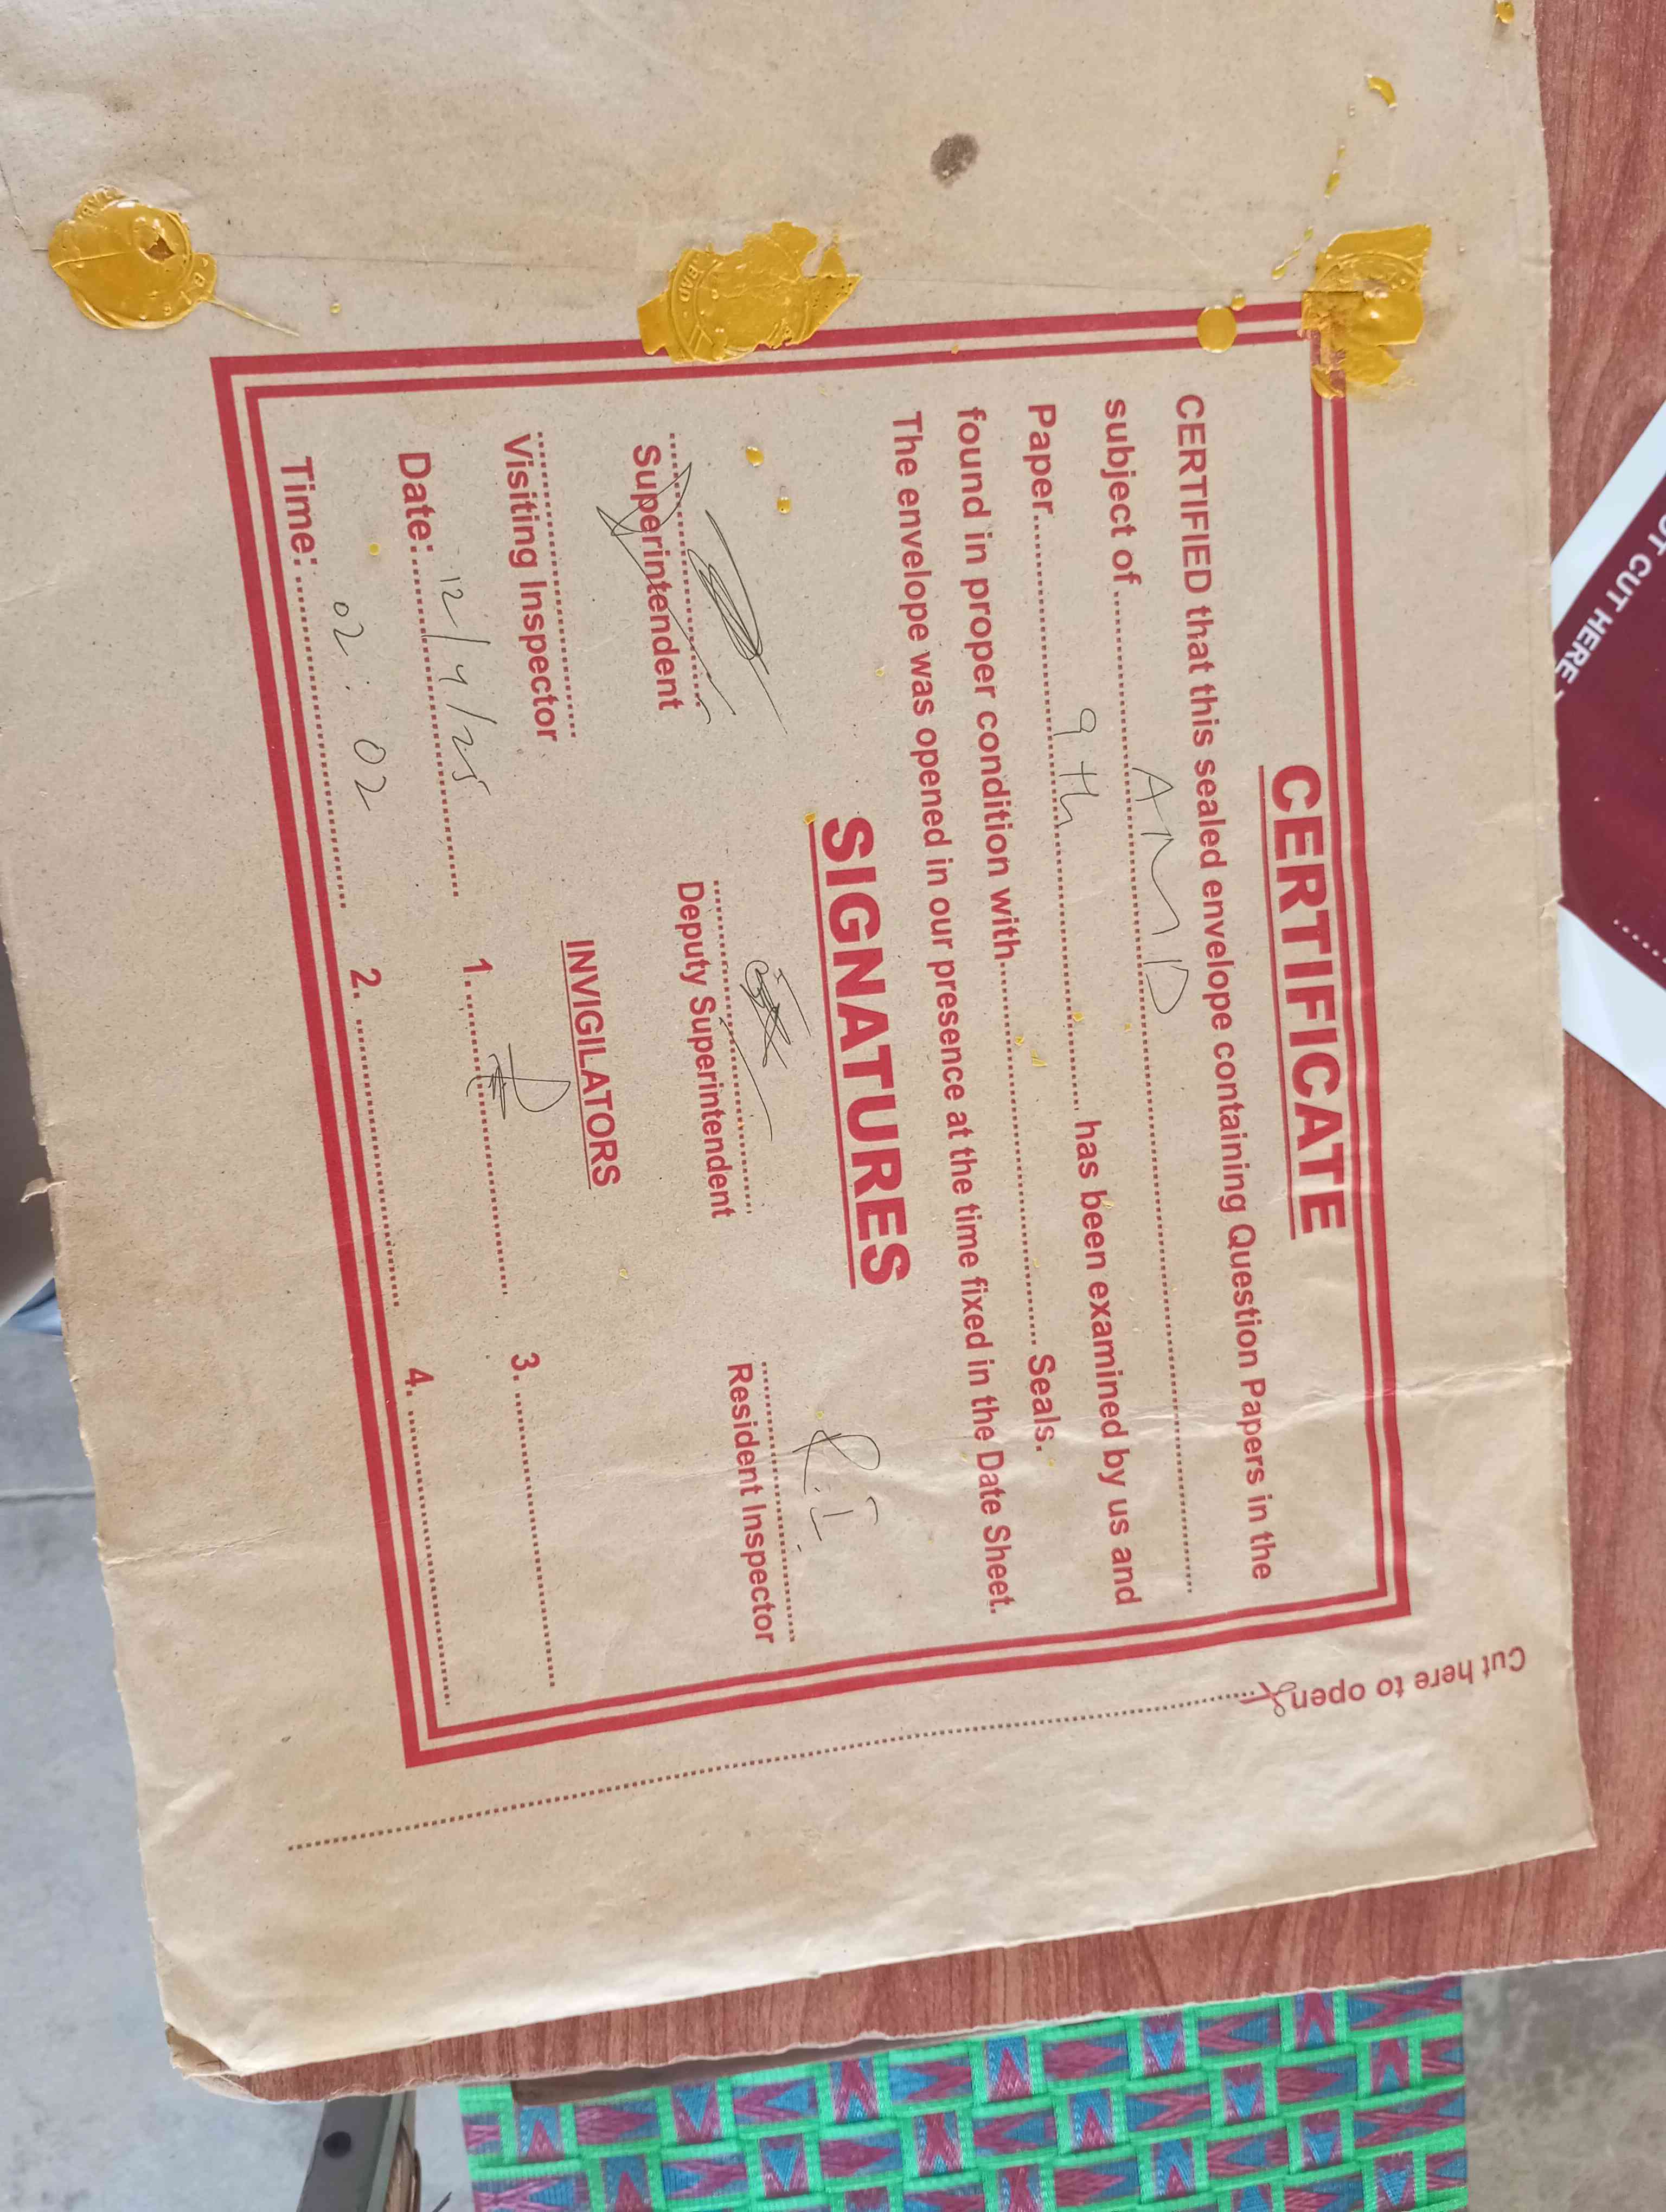 CERTIFICATE
CERTIFIED that this sealed envelope containing Question Papers in the
subject of.....AMD.....
Paper.....9th..... has been examined by us and
found in proper condition with.......... Seals.
The envelope was opened in our presence at the time fixed in the Date Sheet.
SIGNATURES
R.I.
Superintendent Deputy Superintendent Resident Inspector
Visiting Inspector
INVIGILATORS
Date:.....12/4/25..... 1........... 3. ..........
Time: .....02:02..... 2. .......... 4. ..........
Cut here to open
OT CUT HERE
BAD